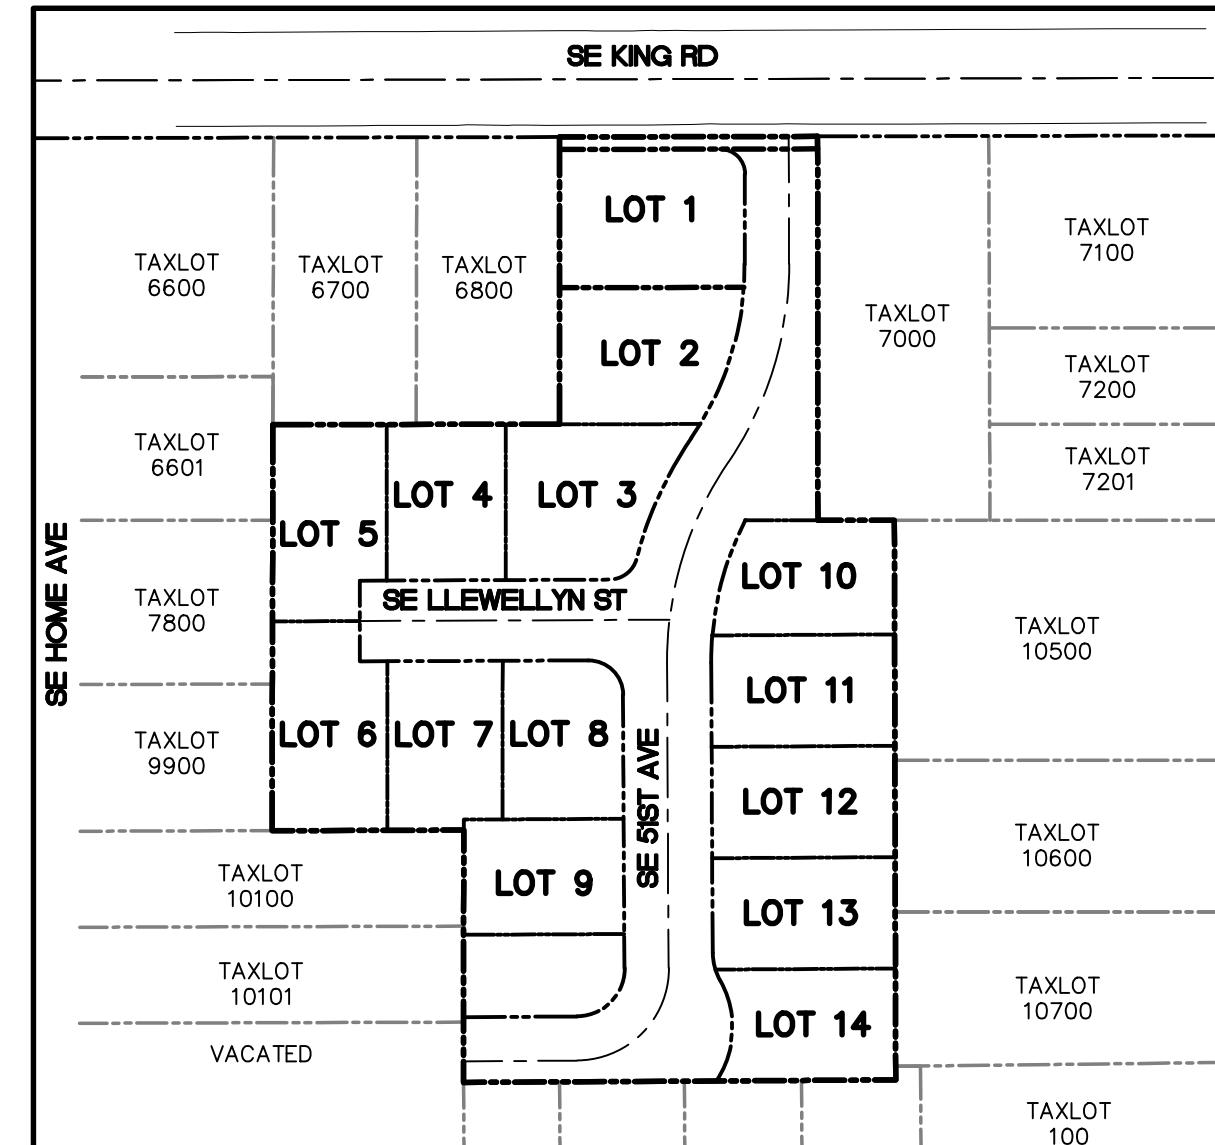 SE KING RD
LOT 1
TAXLOT
7100
TAXLOT
6600
TAXLOT
6700
TAXLOT
6800
TAXLOT
7000
LOT 2
TAXLOT
7200
TAXLOT
6601
TAXLOT
7201
LOT 5
LOT 4
LOT 3
SE HOME AVE
TAXLOT
7800
SE LLEWELLYN ST
LOT 10
TAXLOT
10500
LOT 11
TAXLOT
9900
LOT 6
LOT 7
LOT 8
SE 51ST AVE
LOT 12
TAXLOT
10600
TAXLOT
10100
LOT 9
LOT 13
TAXLOT
10101
TAXLOT
10700
LOT 14
VACATED
TAXLOT
100